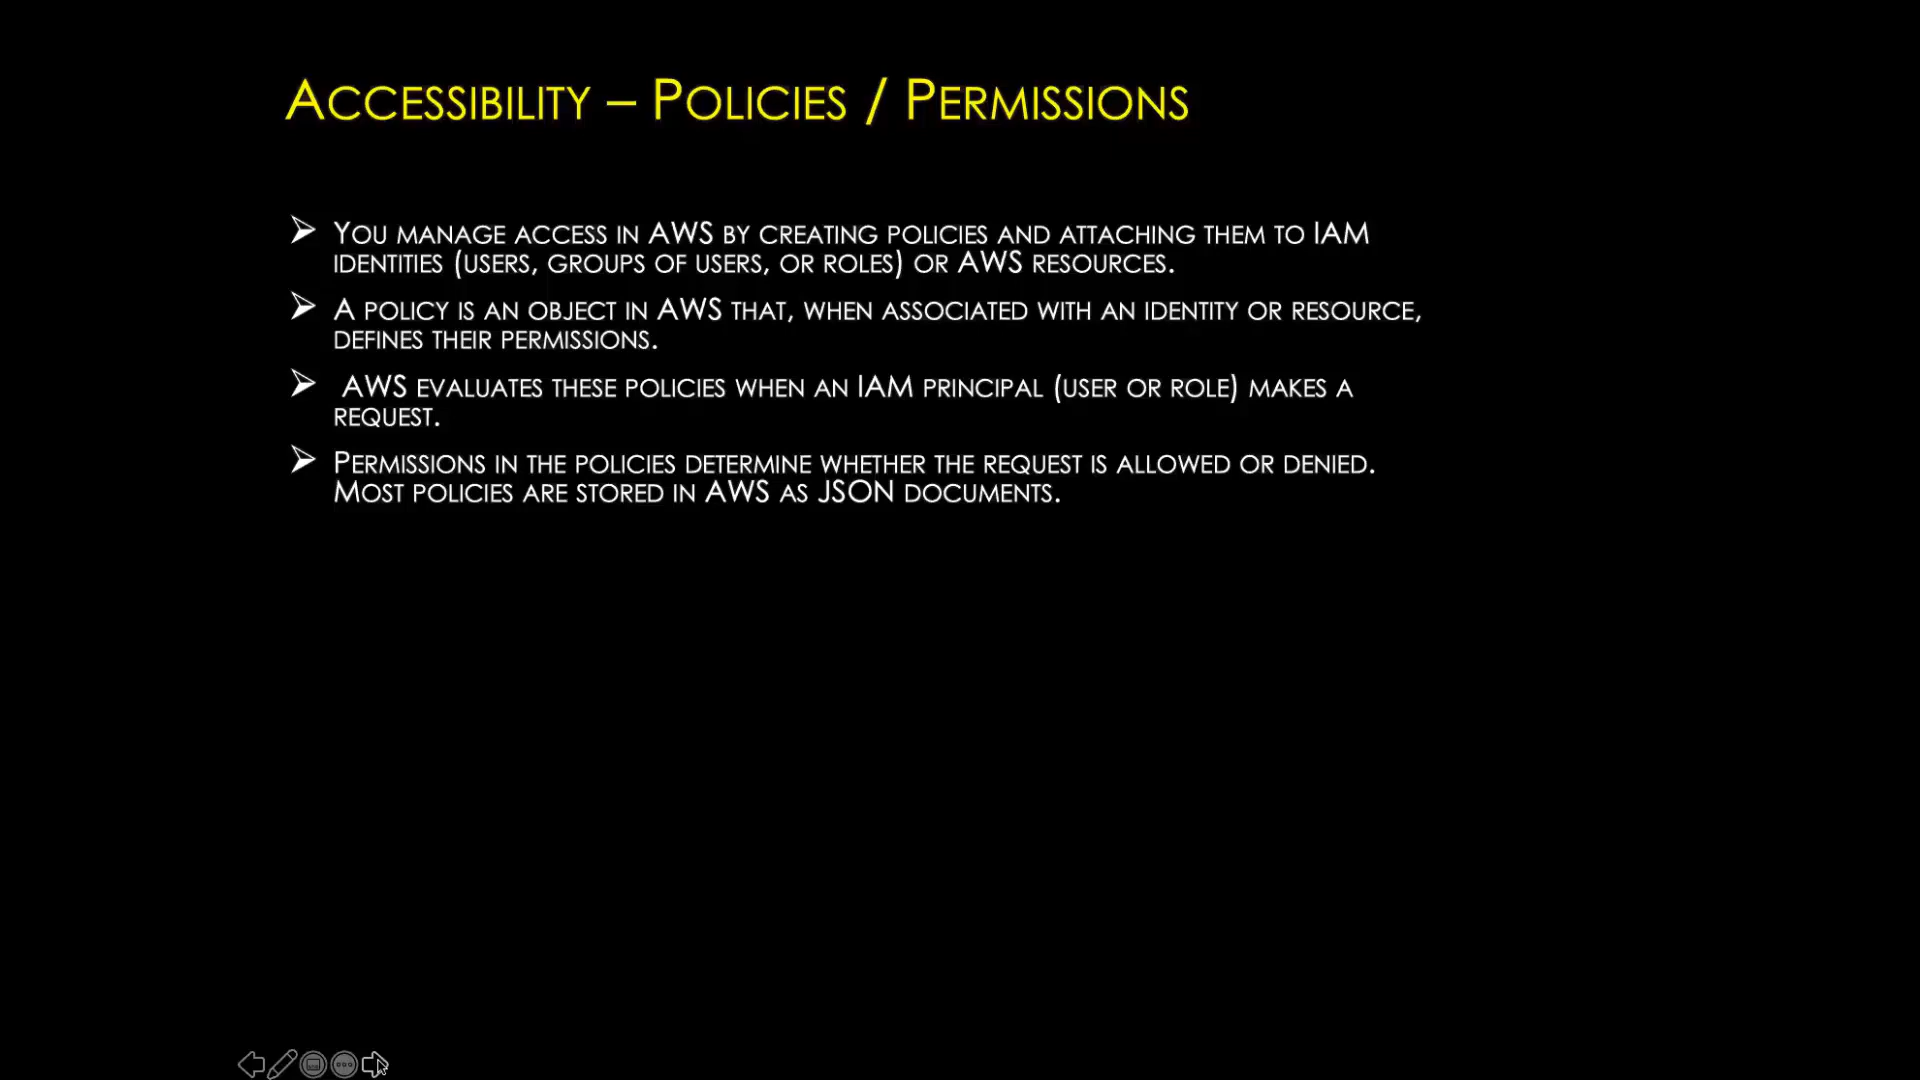 Accessibility – Policies / Permissions
➢ You manage access in AWS by creating policies and attaching them to IAM
identities (users, groups of users, or roles) or AWS resources.
➢ A policy is an object in AWS that, when associated with an identity or resource,
defines their permissions.
➢ AWS evaluates these policies when an IAM principal (user or role) makes a
request.
➢ Permissions in the policies determine whether the request is allowed or denied.
Most policies are stored in AWS as JSON documents.